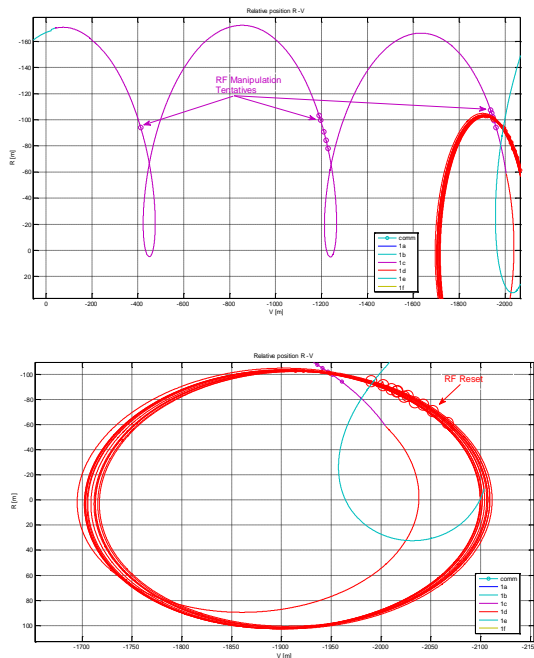 Relative position R-V
-160
-140
-120
-100
-80
-60
-40
-20
0
20
R [m]
RF Manipulation
Tentatives
comm
1a
1b
1c
1d
1e
1f
0
-200
-400
-600
-800
-1000
-1200
-1400
-1600
-1800
-2000
V [m]
Relative position R-V
-100
-80
-60
-40
-20
0
20
40
60
80
100
R [m]
RF Reset
comm
1a
1b
1c
1d
1e
1f
-1700
-1750
-1800
-1850
-1900
-1950
-2000
-2050
-2100
-215
V [m]